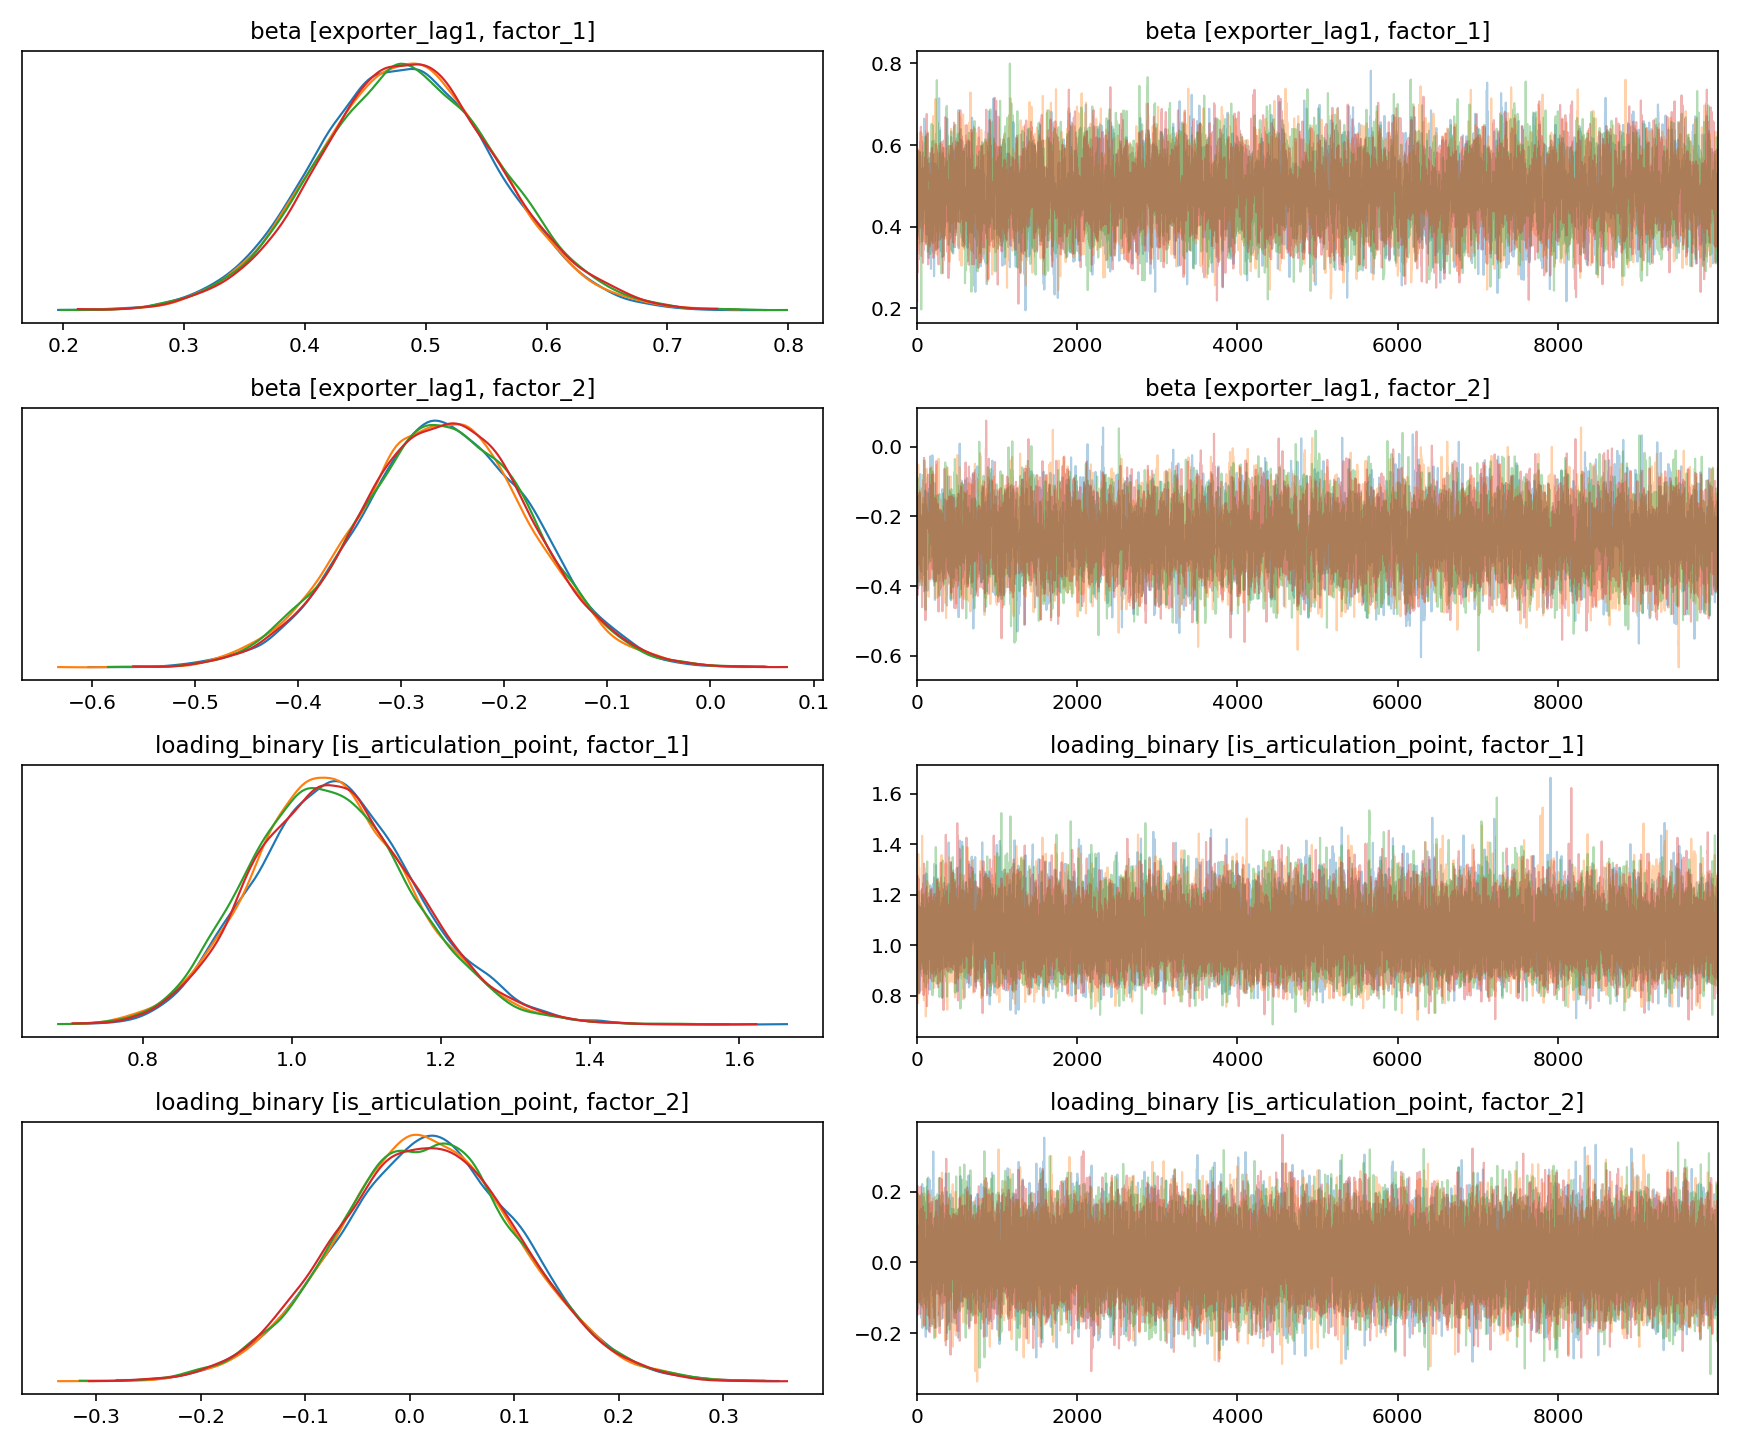 beta [exporter_lag1, factor_1]
0.2 0.3 0.4 0.5 0.6 0.7 0.8
beta [exporter_lag1, factor_1]
0.8
0.6
0.4
0.2
0 2000 4000 6000 8000
beta [exporter_lag1, factor_2]
−0.6 −0.5 −0.4 −0.3 −0.2 −0.1 0.0 0.1
beta [exporter_lag1, factor_2]
0.0
−0.2
−0.4
−0.6
0 2000 4000 6000 8000
loading_binary [is_articulation_point, factor_1]
0.8 1.0 1.2 1.4 1.6
loading_binary [is_articulation_point, factor_1]
1.6
1.4
1.2
1.0
0.8
0 2000 4000 6000 8000
loading_binary [is_articulation_point, factor_2]
−0.3 −0.2 −0.1 0.0 0.1 0.2 0.3
loading_binary [is_articulation_point, factor_2]
0.2
0.0
−0.2
0 2000 4000 6000 8000